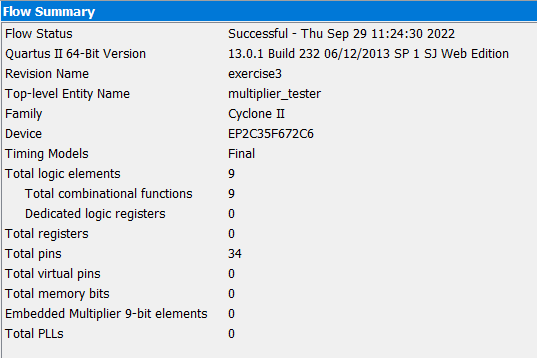 Flow Summary
Flow Status Successful - Thu Sep 29 11:24:30 2022
Quartus II 64-Bit Version 13.0.1 Build 232 06/12/2013 SP 1 SJ Web Edition
Revision Name exercise3
Top-level Entity Name multiplier_tester
Family Cyclone II
Device EP2C35F672C6
Timing Models Final
Total logic elements 9
Total combinational functions 9
Dedicated logic registers 0
Total registers 0
Total pins 34
Total virtual pins 0
Total memory bits 0
Embedded Multiplier 9-bit elements 0
Total PLLs 0